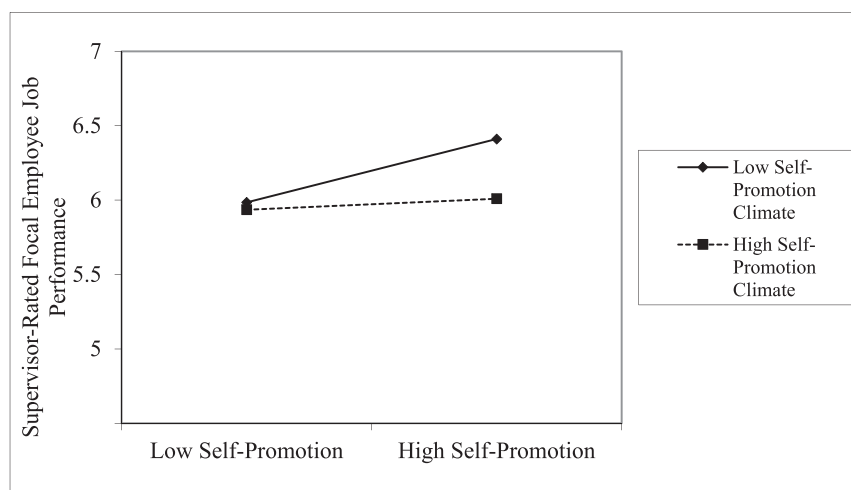 Supervisor-Rated Focal Employee Job
Performance
7
6.5
6
5.5
5
Low Self-Promotion
High Self-Promotion
Low Self-
Promotion
Climate
High Self-
Promotion
Climate